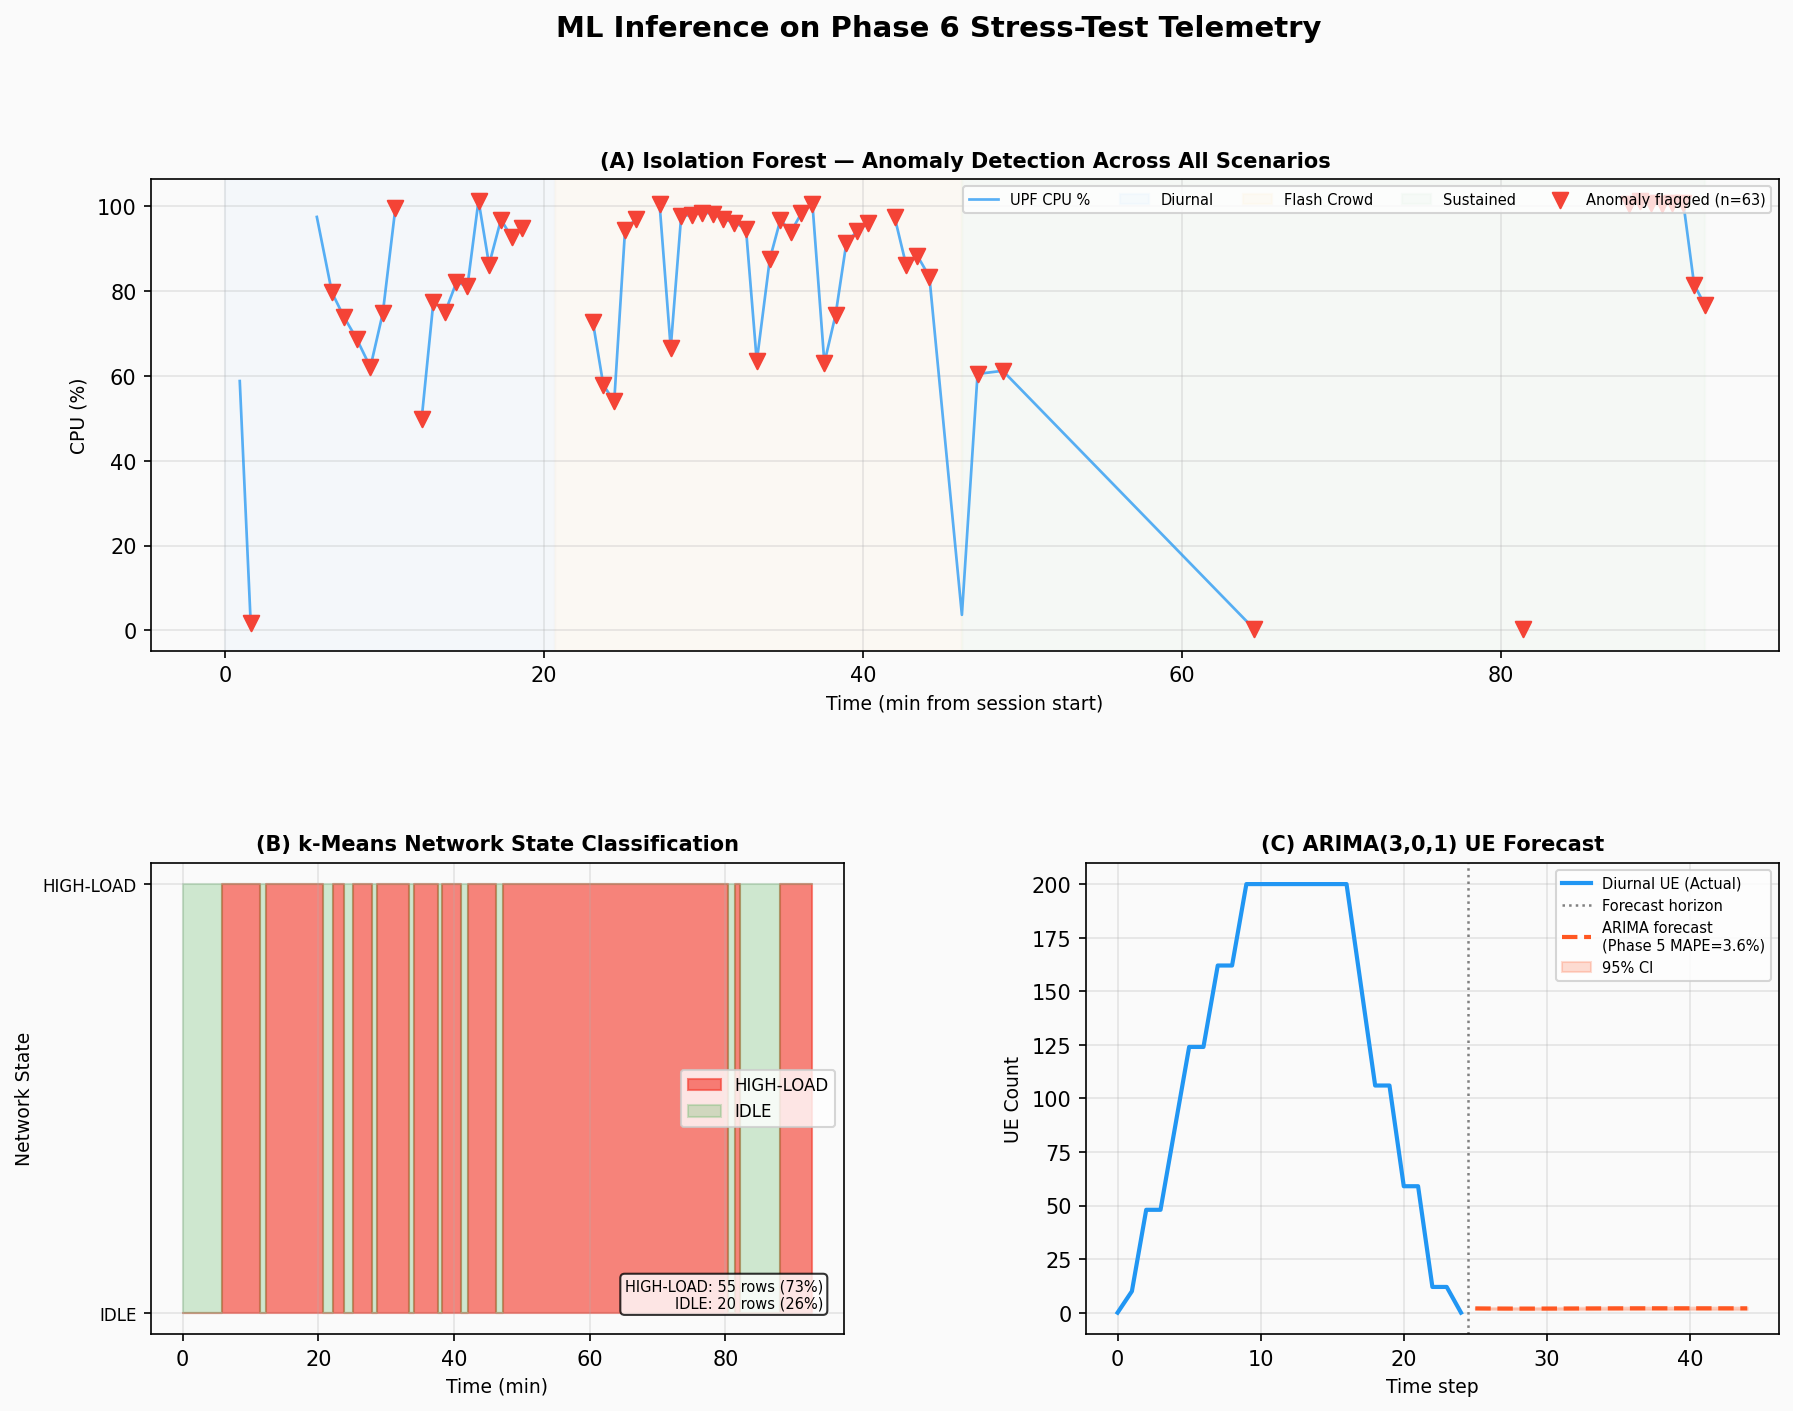 ML Inference on Phase 6 Stress-Test Telemetry
(A) Isolation Forest — Anomaly Detection Across All Scenarios
UPF CPU %
Diurnal
Flash Crowd
Sustained
Anomaly flagged (n=63)
100
80
60
40
20
0
CPU (%)
0
20
40
60
80
Time (min from session start)
(B) k-Means Network State Classification
HIGH-LOAD
IDLE
Network State
HIGH-LOAD
IDLE
HIGH-LOAD: 55 rows (73%)
IDLE: 20 rows (26%)
0
20
40
60
80
Time (min)
(C) ARIMA(3,0,1) UE Forecast
Diurnal UE (Actual)
Forecast horizon
ARIMA forecast
(Phase 5 MAPE=3.6%)
95% CI
200
175
150
125
100
75
50
25
0
UE Count
0
10
20
30
40
Time step